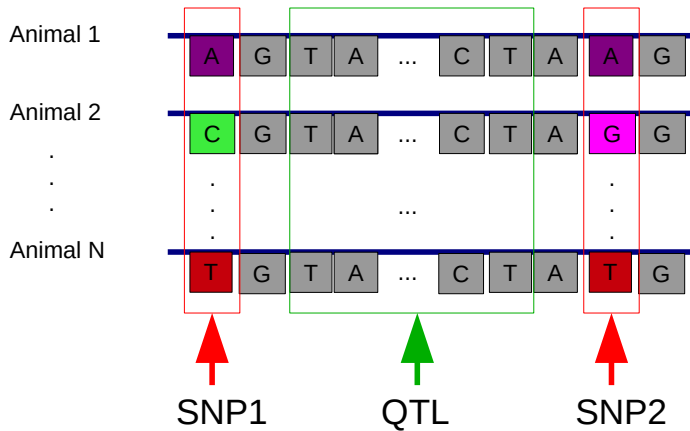 Animal 1
A G T A ... C T A A G
Animal 2
C G T A ... C T A G G
. . .
. ... .
. . .
Animal N
T G T A ... C T A T G
SNP1 QTL SNP2